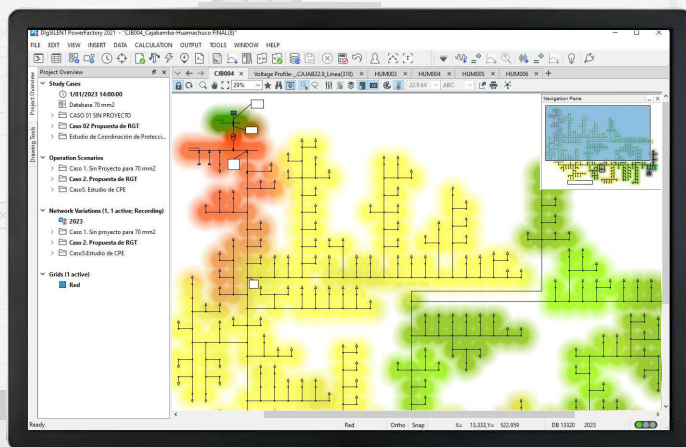 DIgSILENT PowerFactory 2021 - "CJB004_Cajabamba-Huamachuco FINAL(8)"
FILE EDIT VIEW INSERT DATA CALCULATION OUTPUT TOOLS WINDOW HELP
29%
22.9 kV
ABC
Project Overview
Drawing Tools
Project Overview
CJB004
Voltage Profile-_CAJAB22.9_Linea(318)
HUM003
HUM004
HUM005
HUM006
Study Cases
1/01/2023 14:00:00
Database 70 mm2
CASO 01 SIN PROYECTO
Caso 02 Propuesta de RGT
Estudio de Coordinación de Protecci...
Operation Scenarios
Caso 1. Sin Proyecto para 70 mm2
Caso 2. Propuesta de RGT
Caso5. Estudio de CPE
Network Variations (1, 1 active; Recording)
2023
Caso 1. Sin proyecto para 70 mm2
Caso 2. Propuesta de RGT
Caso5.Estudio de CPE
Grids (1 active)
Red
Navigation Pane
Ready
Red
Ortho
Snap
X= 13.333,Y= 522.959
DB 13320
2023